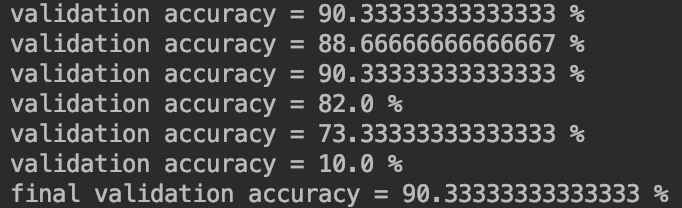 validation accuracy = 90.33333333333333 %
validation accuracy = 88.66666666666667 %
validation accuracy = 90.33333333333333 %
validation accuracy = 82.0 %
validation accuracy = 73.33333333333333 %
validation accuracy = 10.0 %
final validation accuracy = 90.33333333333333 %